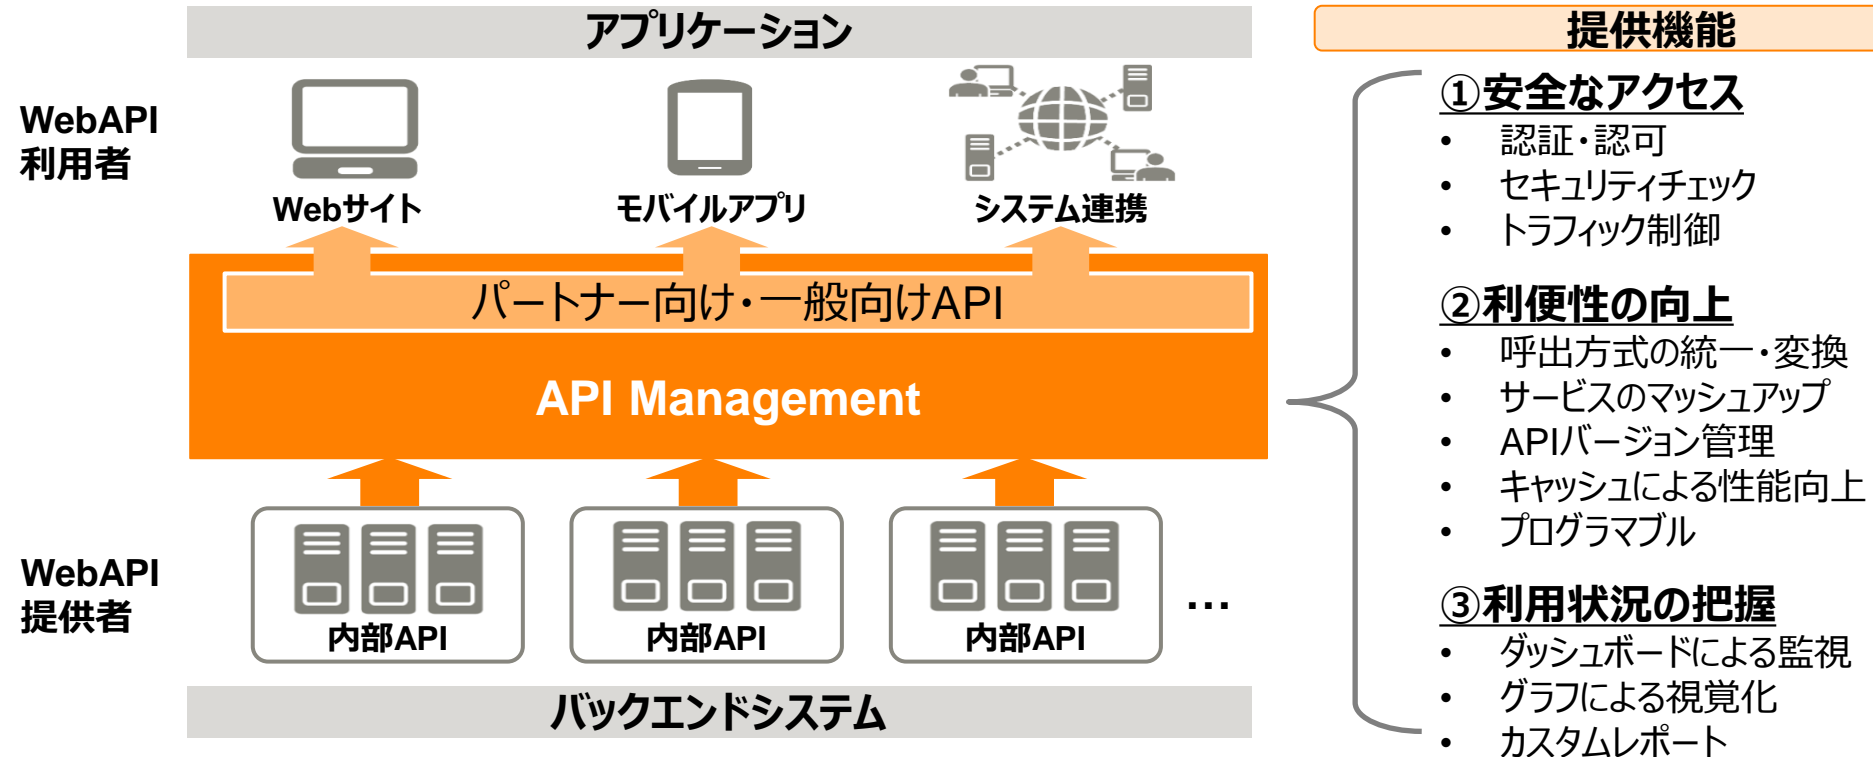 アプリケーション
WebAPI
利用者
Webサイト
モバイルアプリ
システム連携
パートナー向け・一般向けAPI
API Management
WebAPI
提供者
内部API
内部API
内部API
…
バックエンドシステム
提供機能
①安全なアクセス
• 認証・認可
• セキュリティチェック
• トラフィック制御
②利便性の向上
• 呼出方式の統一・変換
• サービスのマッシュアップ
• APIバージョン管理
• キャッシュによる性能向上
• プログラマブル
③利用状況の把握
• ダッシュボードによる監視
• グラフによる視覚化
• カスタムレポート